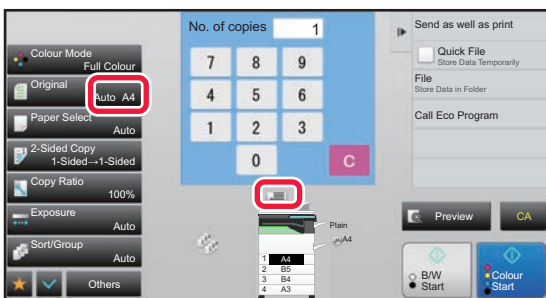 No. of copies 1
Colour Mode
Full Colour
Original
Auto A4
Paper Select
Auto
2-Sided Copy
1-Sided→1-Sided
Copy Ratio
100%
Exposure
Auto
Sort/Group
Auto
Others
7 8 9
4 5 6
1 2 3
0 C
Plain
A4
1 A4
2 B5
3 B4
4 A3
Send as well as print
Quick File
Store Data Temporarily
File
Store Data in Folder
Call Eco Program
Preview
CA
B/W
Start
Colour
Start